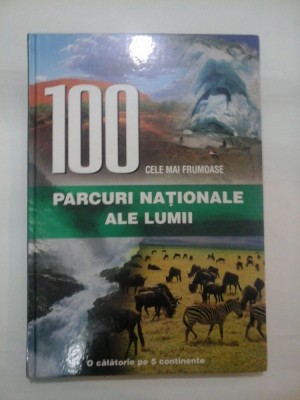 100
CELE MAI FRUMOASE
PARCURI NAȚIONALE
ALE LUMII
O călătorie pe 5 continente